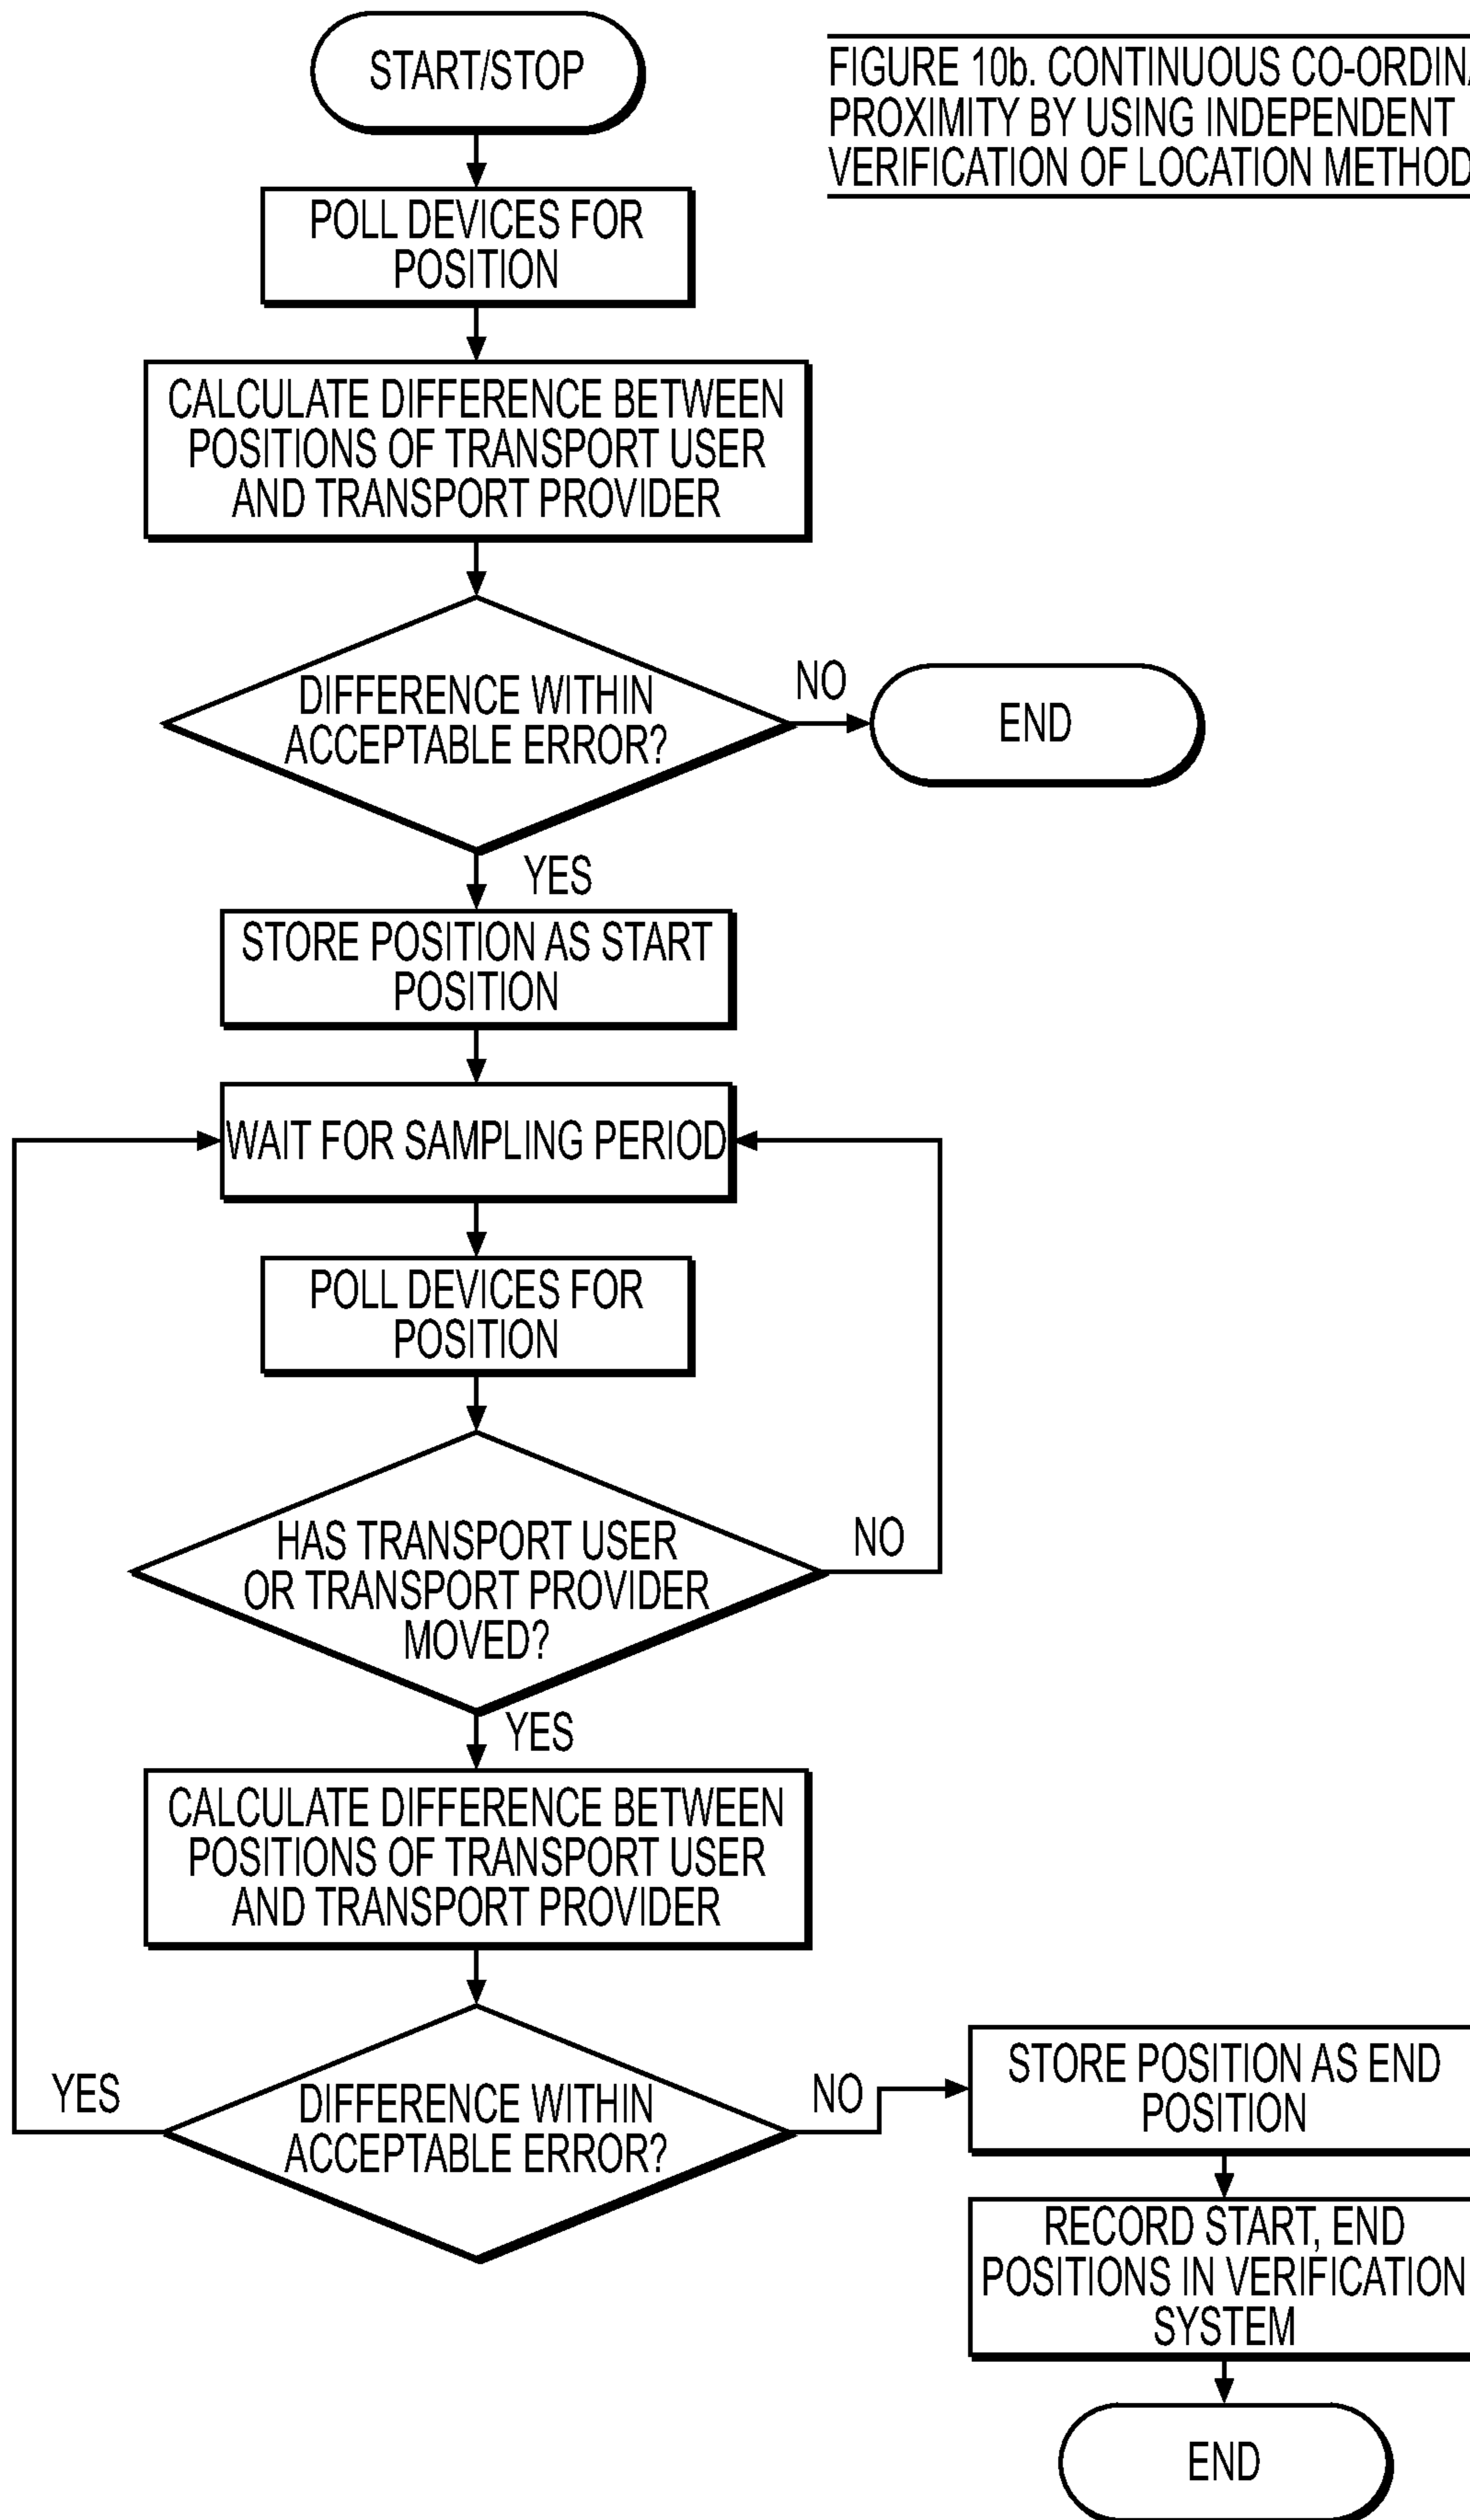 START/STOP
FIGURE 10b. CONTINUOUS
PROXIMITY BY USING INDEPENDENT
VERIFICATION OF LOCATION METHOD
POLL DEVICES FOR
POSITION
CALCULATE DIFFERENCE BETWEEN
POSITIONS OF TRANSPORT USER
AND TRANSPORT PROVIDER
DIFFERENCE WITHIN
ACCEPTABLE ERROR?
NO
END
YES
STORE POSITION AS START
POSITION
WAIT FOR SAMPLING PERIOD
POLL DEVICES FOR
POSITION
HAS TRANSPORT USER
OR TRANSPORT PROVIDER
MOVED?
NO
YES
CALCULATE DIFFERENCE BETWEEN
POSITIONS OF TRANSPORT USER
AND TRANSPORT PROVIDER
DIFFERENCE WITHIN
ACCEPTABLE ERROR?
YES
NO
STORE POSITION AS END
POSITION
RECORD START, END
POSITIONS IN VERIFICATION
SYSTEM
END